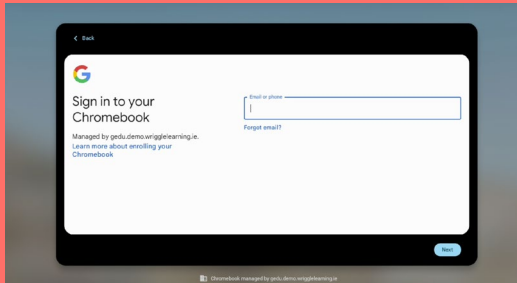 Back
Sign in to your
Chromebook
Managed by gedu.demo.wrigglelearning.ie.
Learn more about enrolling your
Chromebook
Email or phone
Forgot email?
Next
Chromebook managed by gedu.demo.wrigglelearning.ie